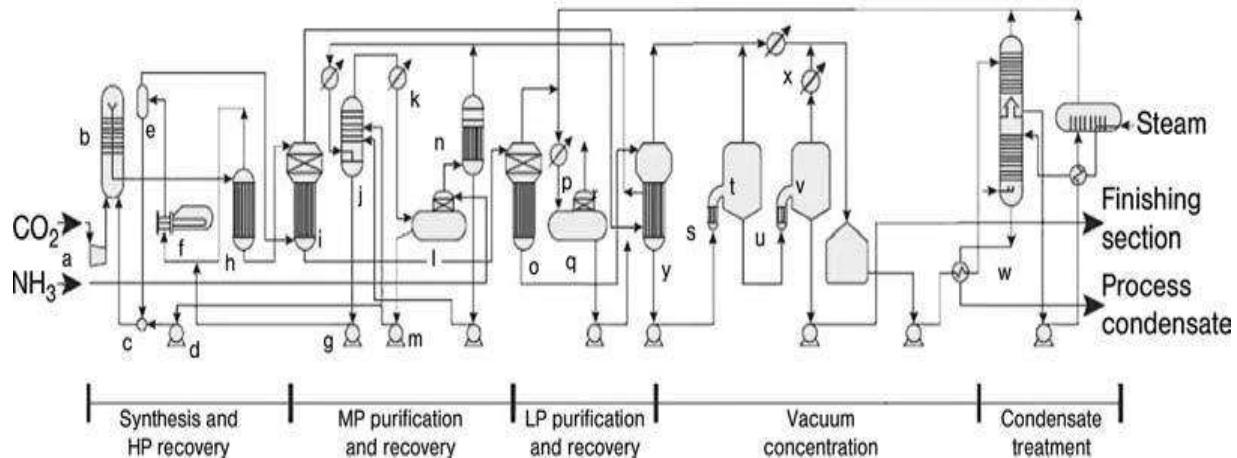 k
x
b
e
n
Steam
p
r
j
t
v
CO2
f
s
Finishing
section
a
h
i
l
u
NH3
o
q
y
w
Process
condensate
c
d
g
m
Synthesis and
HP recovery
MP purification
and recovery
LP purification
and recovery
Vacuum
concentration
Condensate
treatment